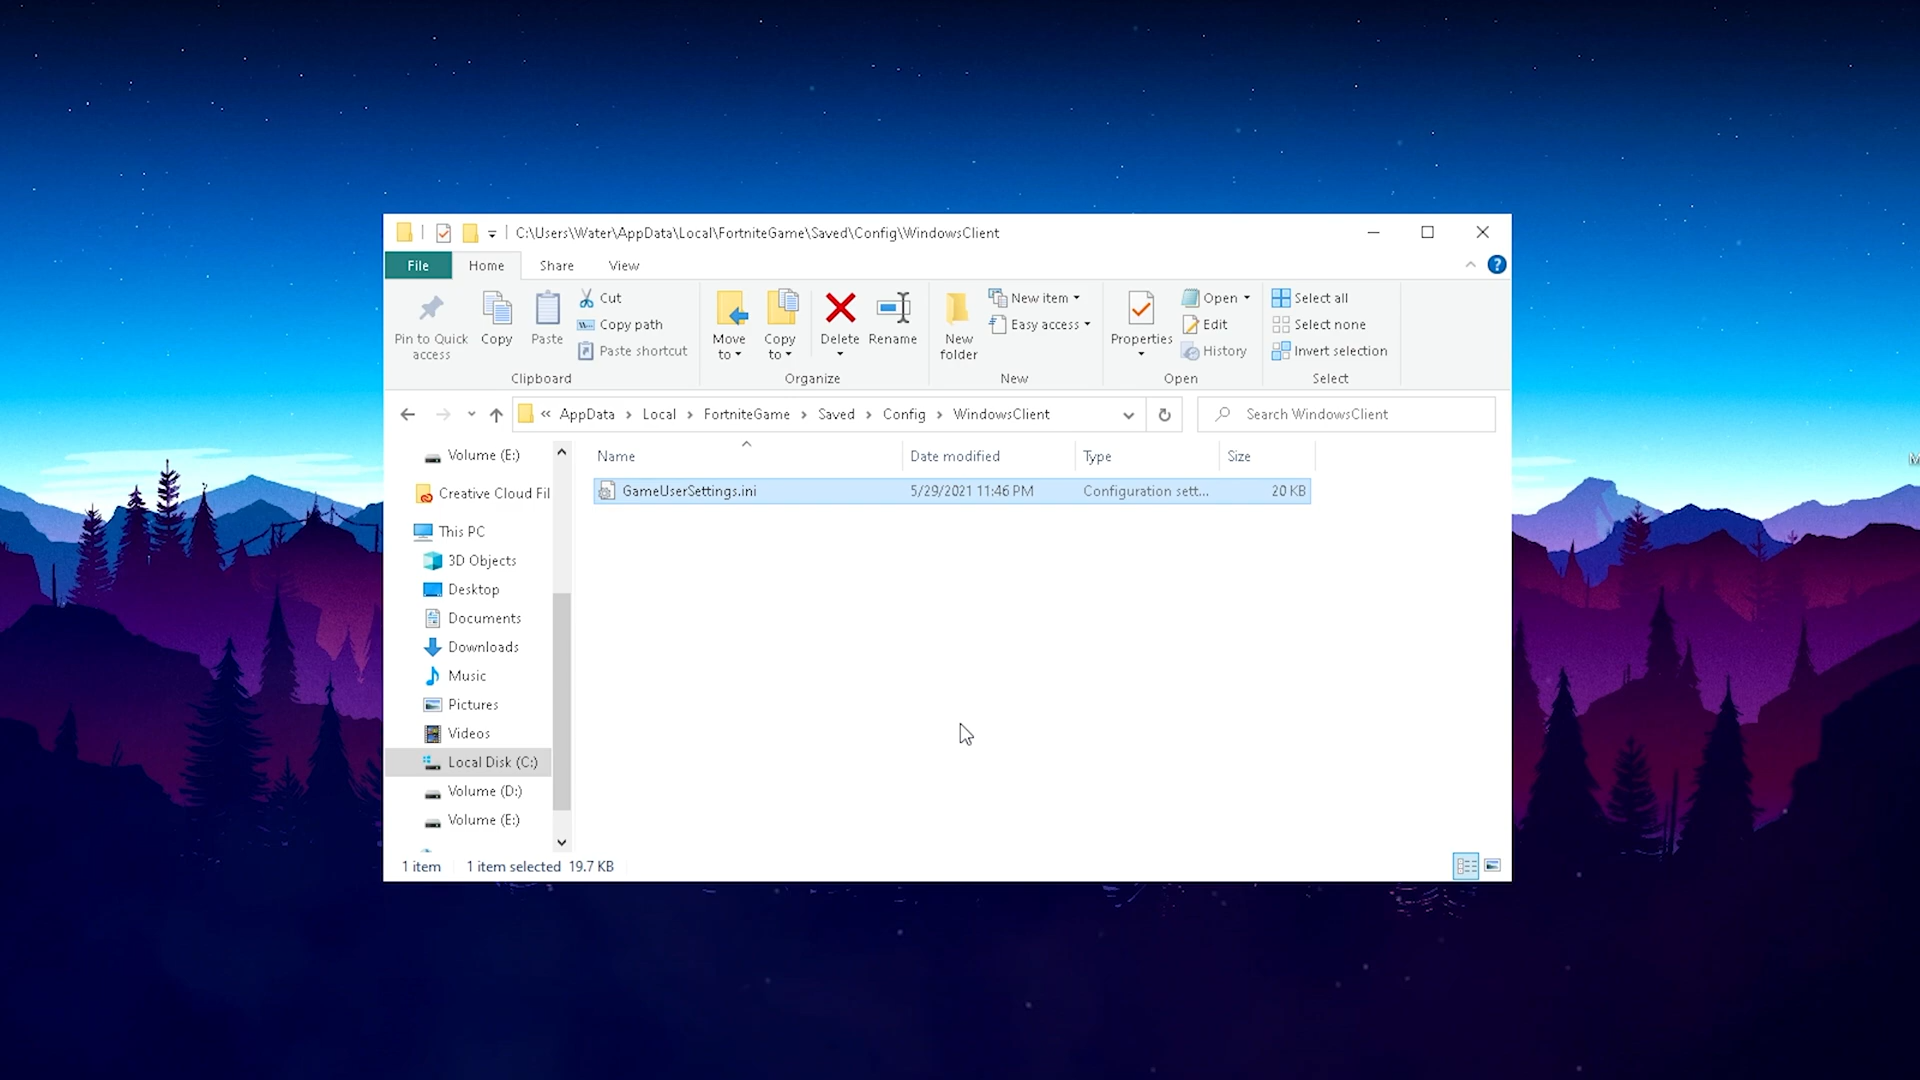 C:\Users\Water\AppData\Local\FortniteGame\Saved\Config\WindowsClient
File Home Share View
Pin to Quick access
Copy
Paste
Cut
Copy path
Paste shortcut
Clipboard
Move to
Copy to
Delete
Rename
Organize
New folder
New item
Easy access
New
Properties
Open
Edit
History
Open
Select all
Select none
Invert selection
Select
« AppData › Local › FortniteGame › Saved › Config › WindowsClient
Search WindowsClient
Name Date modified Type Size
GameUserSettings.ini 5/29/2021 11:46 PM Configuration sett... 20 KB
Volume (E:)
Creative Cloud Fil
This PC
3D Objects
Desktop
Documents
Downloads
Music
Pictures
Videos
Local Disk (C:)
Volume (D:)
Volume (E:)
1 item 1 item selected 19.7 KB